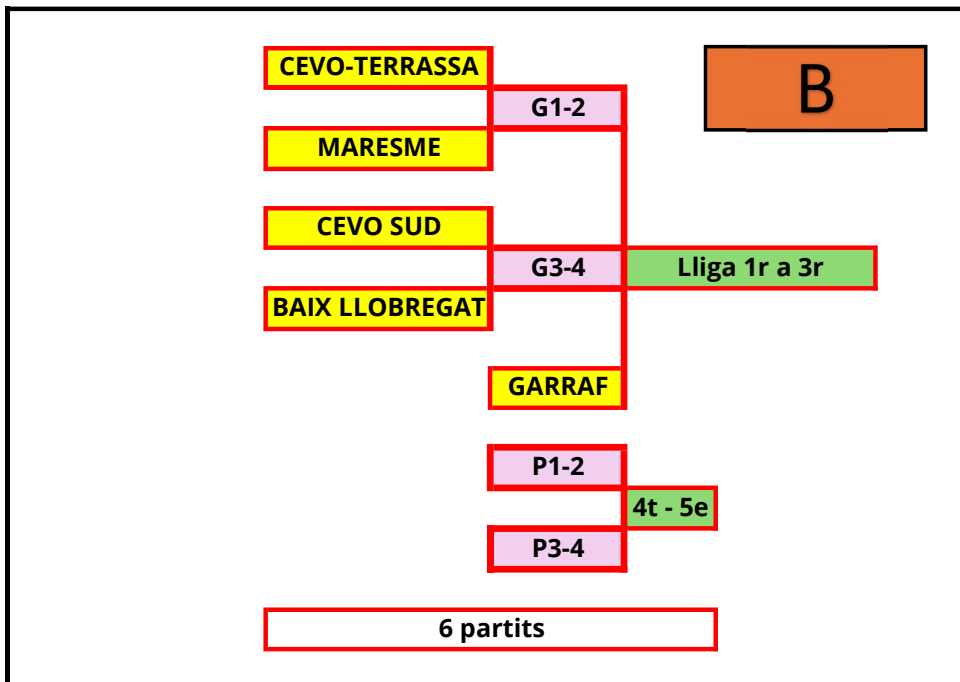 CEVO-TERRASSA
B
G1-2
MARESME
CEVO SUD
G3-4
Lliga 1r a 3r
BAIX LLOBREGAT
GARRAF
P1-2
4t - 5e
P3-4
6 partits